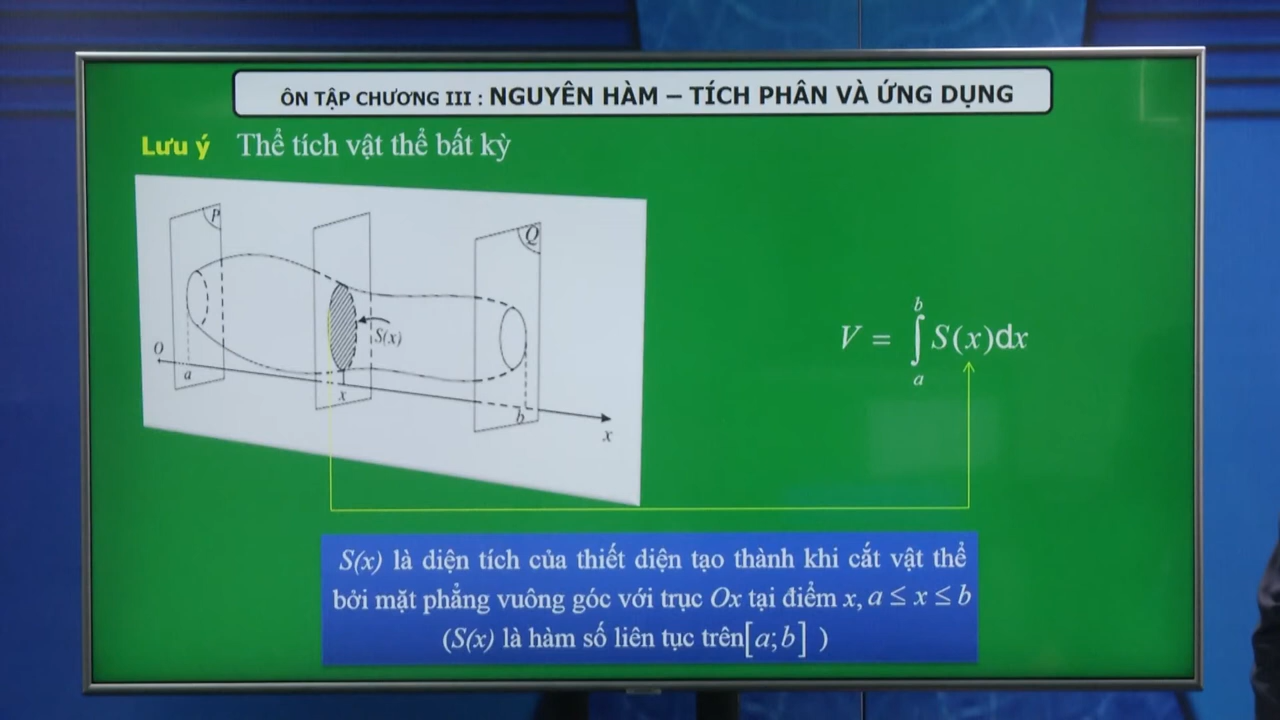 ÔN TẬP CHƯƠNG III : NGUYÊN HÀM – TÍCH PHÂN VÀ ỨNG DỤNG
Lưu ý Thể tích vật thể bất kỳ
P
Q
S(x)
O
a
x
b
x
V = ∫_a^b S(x)dx
S(x) là diện tích của thiết diện tạo thành khi cắt vật thể
bởi mặt phẳng vuông góc với trục Ox tại điểm x, a ≤ x ≤ b
(S(x) là hàm số liên tục trên[a;b] )